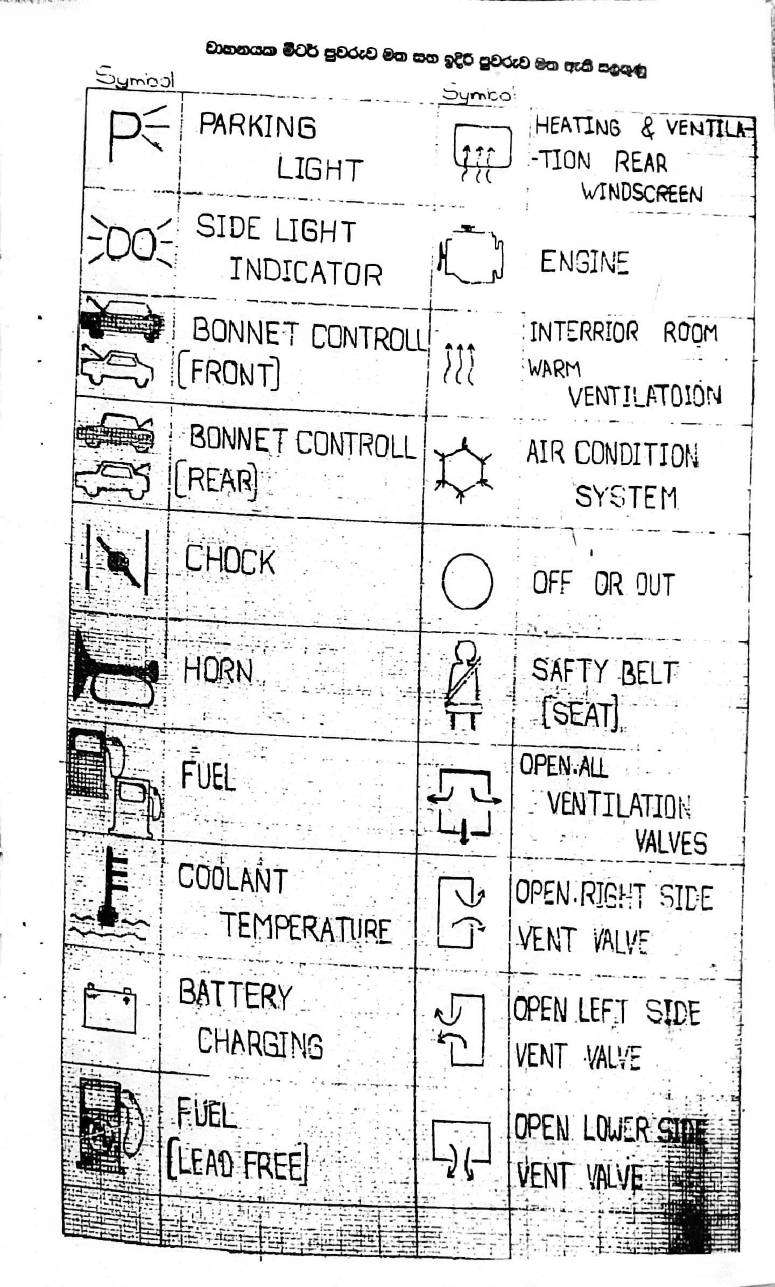 වාහනයක මීටර් පුවරුව මත සහ ඉදිරි පුවරුව මත ඇති සලකුණු
Symbol
PARKING
LIGHT
SIDE LIGHT
INDICATOR
BONNET CONTROLL
[FRONT]
BONNET CONTROLL
[REAR]
CHOCK
HORN
FUEL
COOLANT
TEMPERATURE
BATTERY
CHARGING
FUEL
[LEAD FREE]
Symbol
HEATING & VENTILA-
-TION REAR
WINDSCREEN
ENGINE
INTERRIOR ROOM
WARM
VENTILATOION
AIR CONDITION
SYSTEM
OFF OR OUT
SAFTY BELT
[SEAT]
OPEN.ALL
VENTILATION
VALVES
OPEN.RIGHT SIDE
VENT VALVE
OPEN LEFT SIDE
VENT VALVE
OPEN LOWER SIDE
VENT VALVE